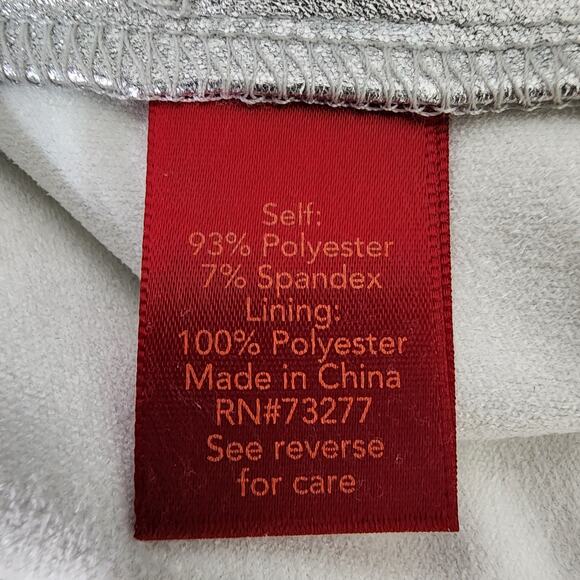 Self:
93% Polyester
7% Spandex
Lining:
100% Polyester
Made in China
RN#73277
See reverse
for care